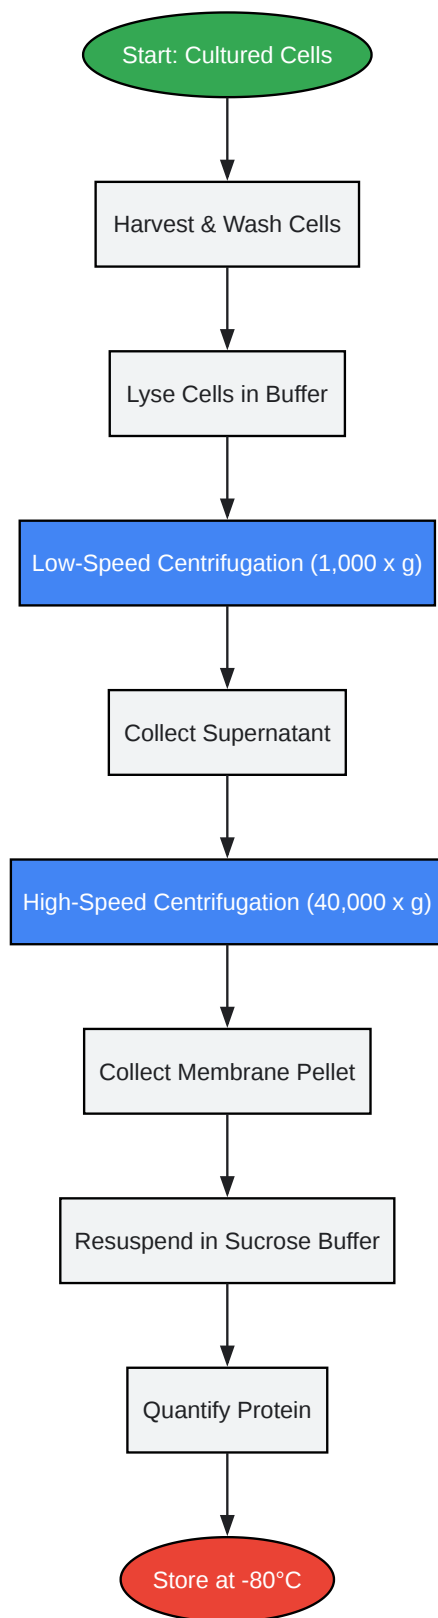 Start: Cultured Cells
Harvest & Wash Cells
Lyse Cells in Buffer
Low-Speed Centrifugation (1,000 x g)
Collect Supernatant
High-Speed Centrifugation (40,000 x g)
Collect Membrane Pellet
Resuspend in Sucrose Buffer
Quantify Protein
Store at -80°C